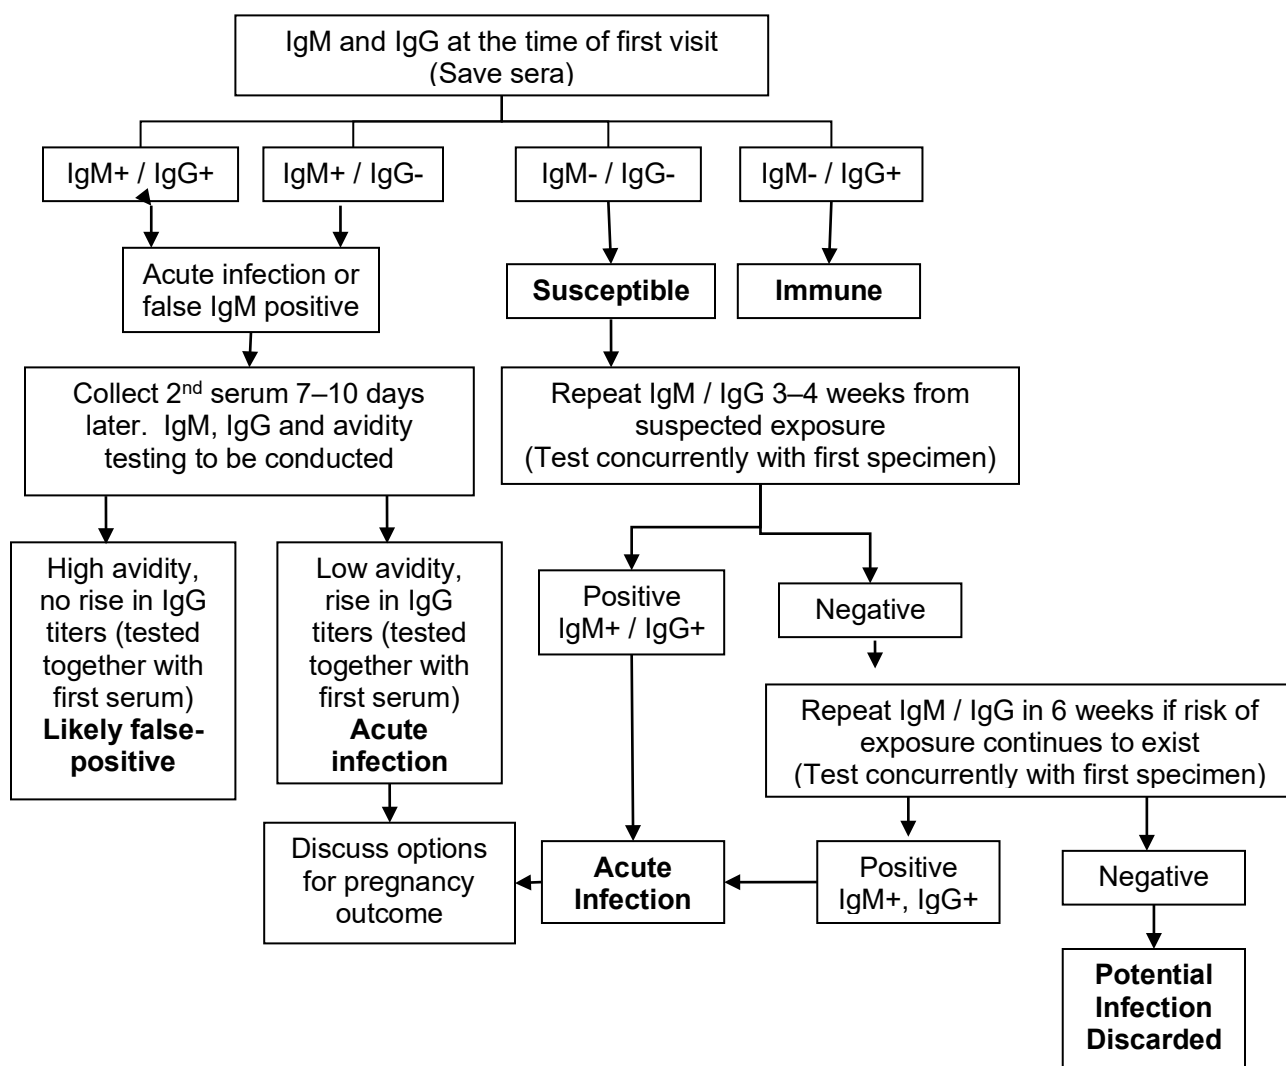 IgM and IgG at the time of first visit
(Save sera)
IgM+ / IgG+
IgM+ / IgG-
IgM- / IgG-
IgM- / IgG+
Acute infection or
false IgM positive
Susceptible
Immune
Collect 2nd serum 7–10 days
later.  IgM, IgG and avidity
testing to be conducted
Repeat IgM / IgG 3–4 weeks from
suspected exposure
(Test concurrently with first specimen)
High avidity,
no rise in IgG
titers (tested
together with
first serum)
Likely false-
positive
Low avidity,
rise in IgG
titers (tested
together with
first serum)
Acute
infection
Positive
IgM+ / IgG+
Negative
Repeat IgM / IgG in 6 weeks if risk of
exposure continues to exist
(Test concurrently with first specimen)
Discuss options
for pregnancy
outcome
Acute
Infection
Positive
IgM+, IgG+
Negative
Potential
Infection
Discarded